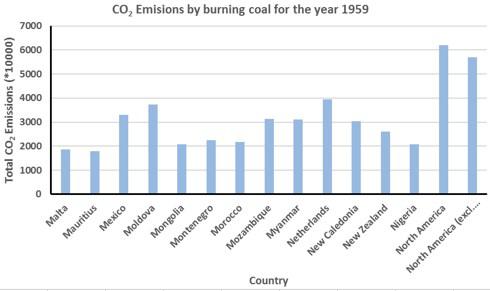 CO₂ Emisions by burning coal for the year 1959
Total CO₂ Emissions (*10000)
7000
6000
5000
4000
3000
2000
1000
0
Malta
Mauritius
Mexico
Moldova
Mongolia
Montenegro
Morocco
Mozambique
Myanmar
Netherlands
New Caledonia
New Zealand
Nigeria
North America
North America (excl....
Country